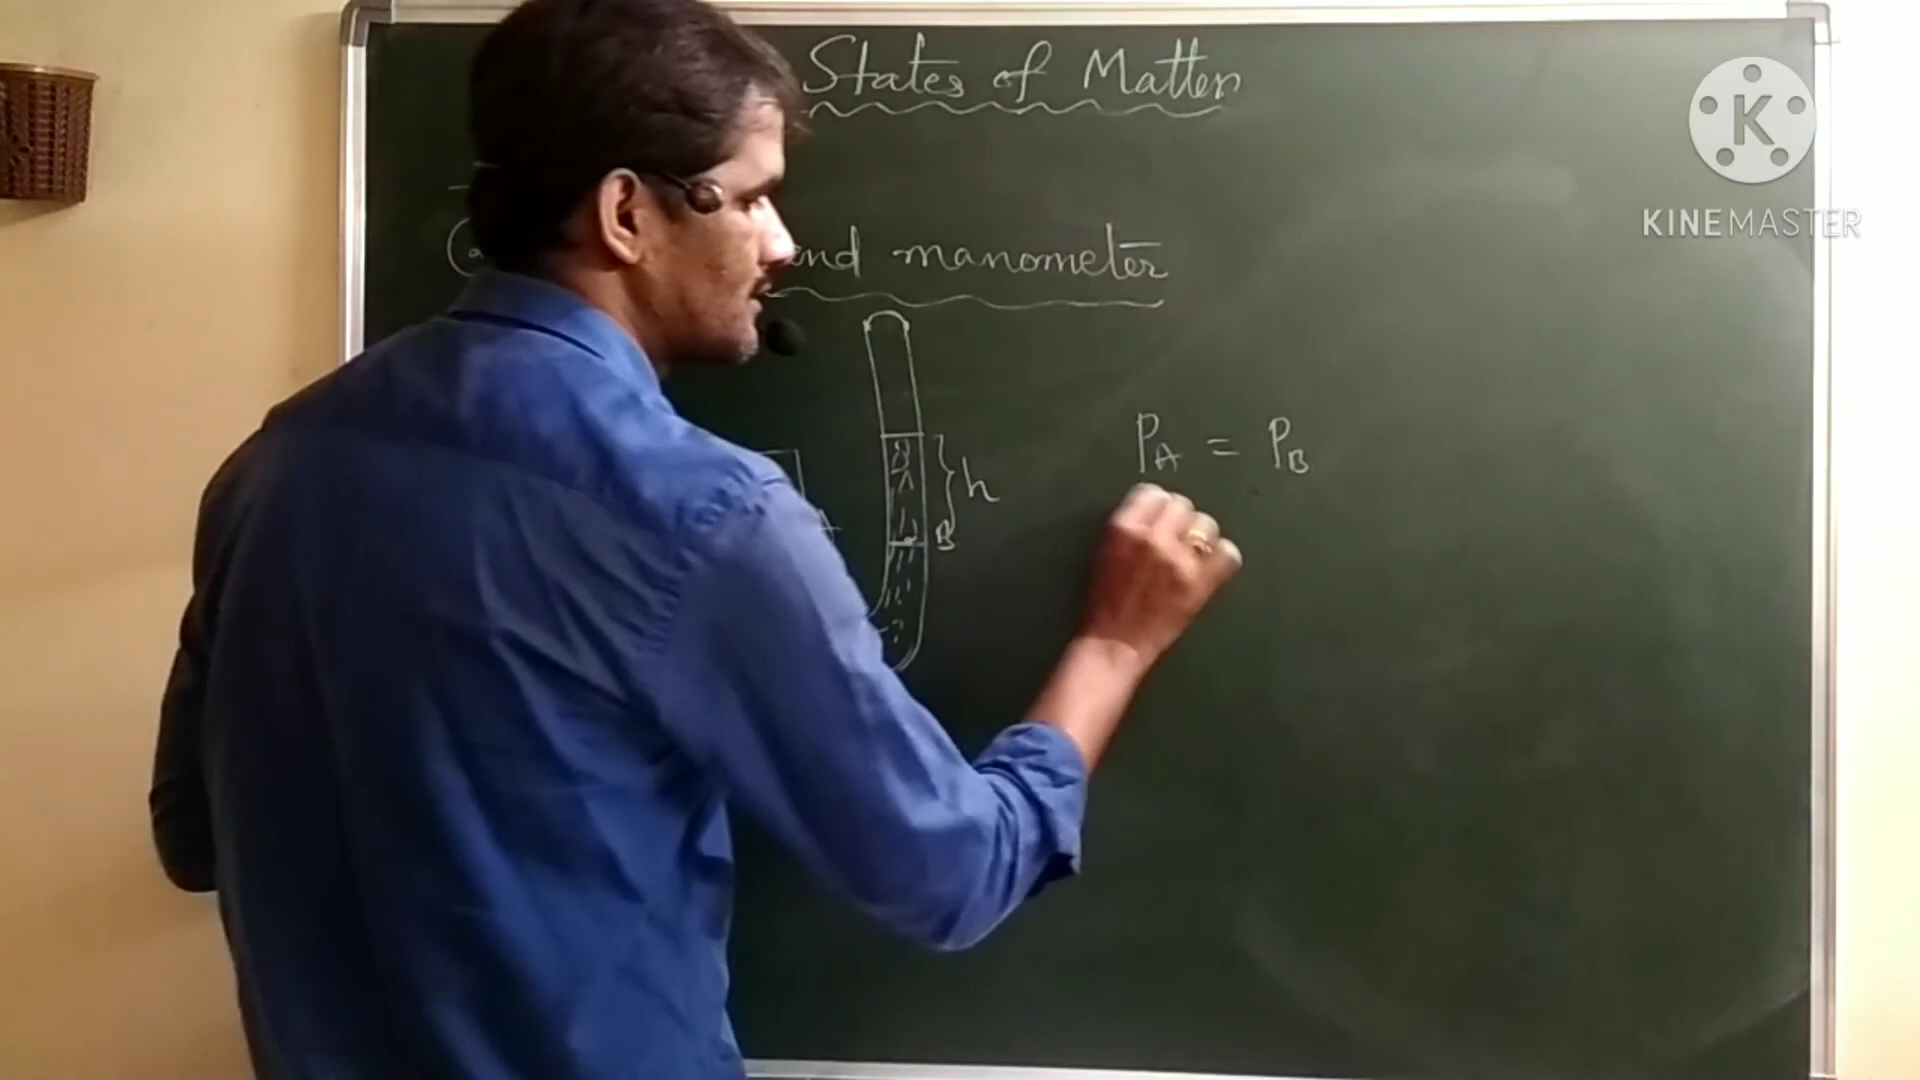 States of Matter
(a
end manometer
h
A
B
PA = PB
K
KINEMASTER